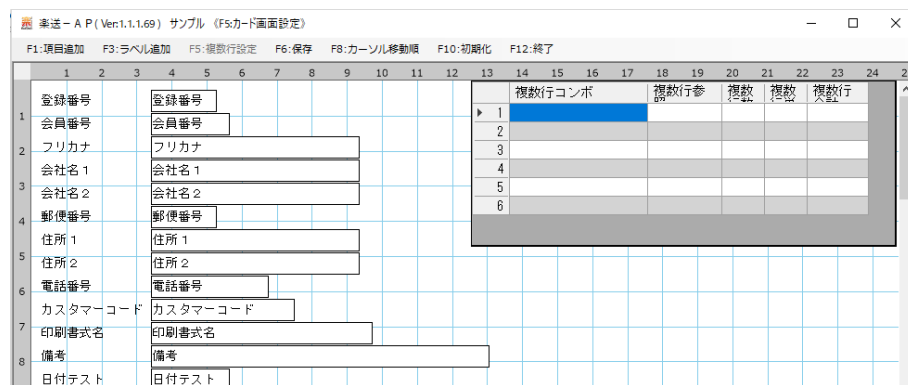 楽送－ＡＰ( Ver:1.1.1.69 ) サンプル 《F5:カード画面設定》
F1:項目追加 F3:ラベル追加 F5:複数行設定 F6:保存 F8:カーソル移動順 F10:初期化 F12:終了
1 2 3 4 5 6 7 8 9 10 11 12 13 14 15 16 17 18 19 20 21 22 23 24 2
複数行コンボ 複数行参 複数 複数 複数行
登録番号 登録番号
1
会員番号 会員番号
フリカナ フリカナ
2
会社名１ 会社名１
3
会社名２ 会社名２
郵便番号 郵便番号
4
住所１ 住所１
5
住所２ 住所２
電話番号 電話番号
6
カスタマーコード カスタマーコード
7
印刷書式名 印刷書式名
備考 備考
8
日付テスト 日付テスト
1
2
3
4
5
6